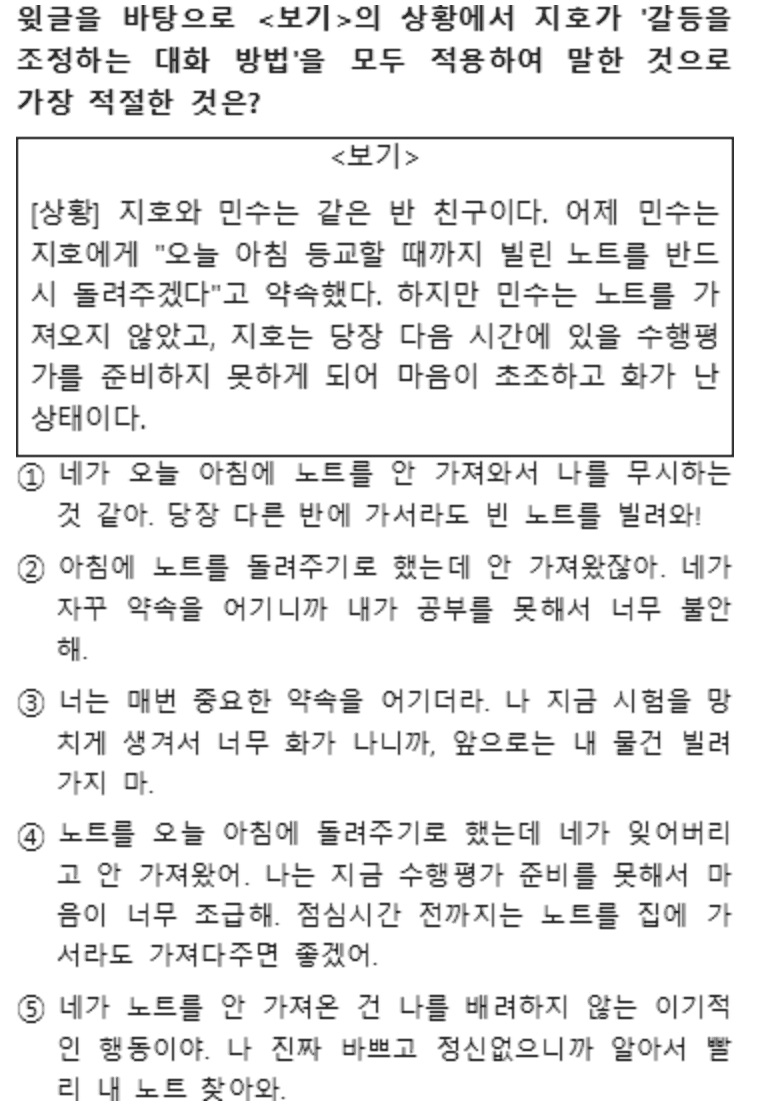 윗글을 바탕으로 <보기>의 상황에서 지호가 '갈등을
조정하는 대화 방법'을 모두 적용하여 말한 것으로
가장 적절한 것은?
<보기>
[상황] 지호와 민수는 같은 반 친구이다. 어제 민수는
지호에게 "오늘 아침 등교할 때까지 빌린 노트를 반드
시 돌려주겠다"고 약속했다. 하지만 민수는 노트를 가
져오지 않았고, 지호는 당장 다음 시간에 있을 수행평
가를 준비하지 못하게 되어 마음이 초조하고 화가 난
상태이다.
① 네가 오늘 아침에 노트를 안 가져와서 나를 무시하는
것 같아. 당장 다른 반에 가서라도 빈 노트를 빌려와!
② 아침에 노트를 돌려주기로 했는데 안 가져왔잖아. 네가
자꾸 약속을 어기니까 내가 공부를 못해서 너무 불안
해.
③ 너는 매번 중요한 약속을 어기더라. 나 지금 시험을 망
치게 생겨서 너무 화가 나니까, 앞으로는 내 물건 빌려
가지 마.
④ 노트를 오늘 아침에 돌려주기로 했는데 네가 잊어버리
고 안 가져왔어. 나는 지금 수행평가 준비를 못해서 마
음이 너무 조급해. 점심시간 전까지는 노트를 집에 가
서라도 가져다주면 좋겠어.
⑤ 네가 노트를 안 가져온 건 나를 배려하지 않는 이기적
인 행동이야. 나 진짜 바쁘고 정신없으니까 알아서 빨
리 내 노트 찾아와.